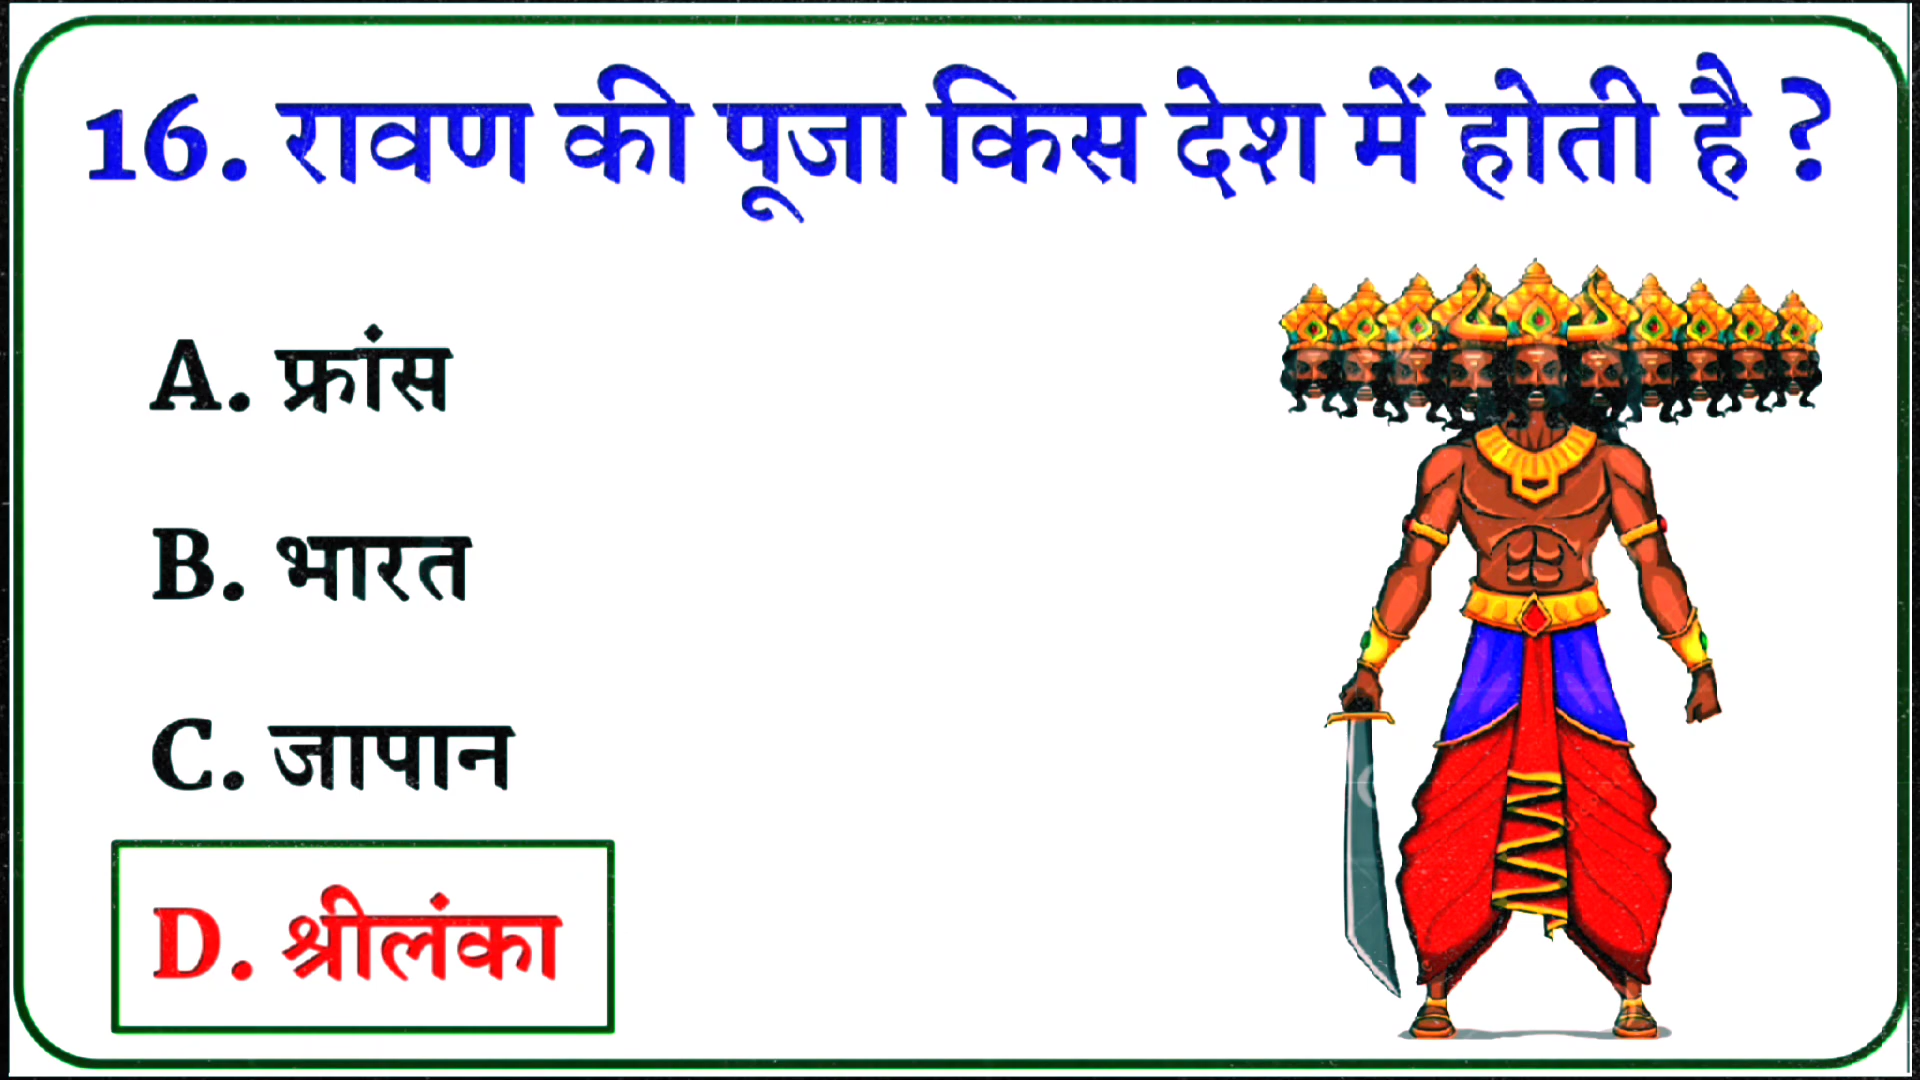 16. रावण की पूजा किस देश में होती है ?
A. फ्रांस
B. भारत
C. जापान
D. श्रीलंका